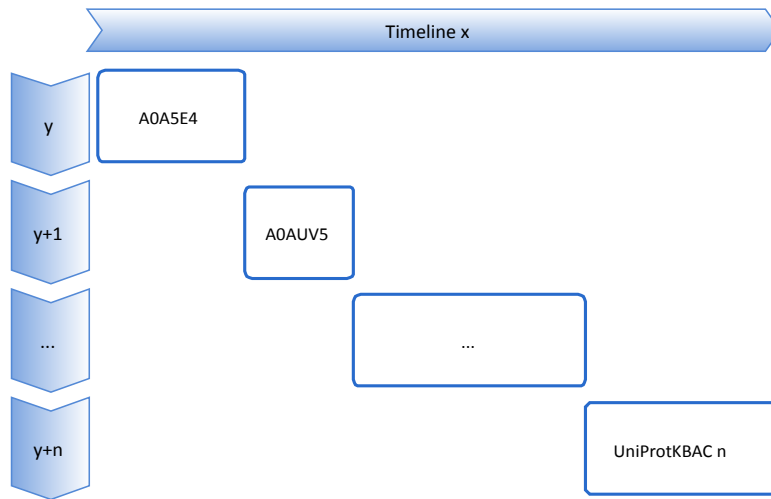 Timeline x
y
A0A5E4
y+1
A0AUV5
...
...
y+n
UniProtKBAC n